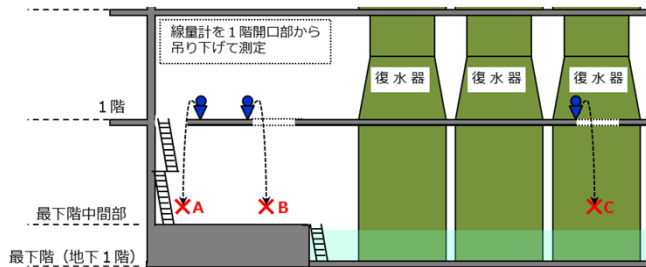 線量計を１階開口部から
吊り下げて測定
復水器
復水器
復水器
１階
A
B
C
最下階中間部
最下階（地下１階）